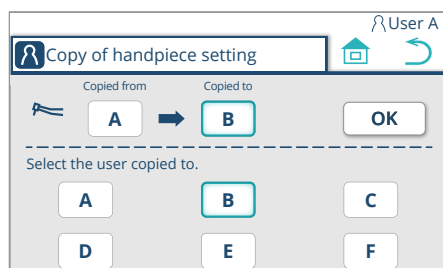 User A
Copy of handpiece setting
Copied from Copied to
A B OK
Select the user copied to.
A B C
D E F